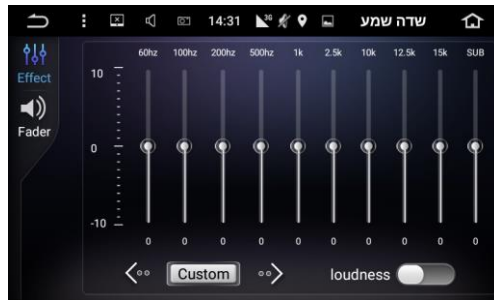 14:31 3G שדה שמע
60hz 100hz 200hz 500hz 1k 2.5k 10k 12.5k 15k SUB
Effect
10
Fader
0
-10
0 0 0 0 0 0 0 0 0 0
Custom loudness